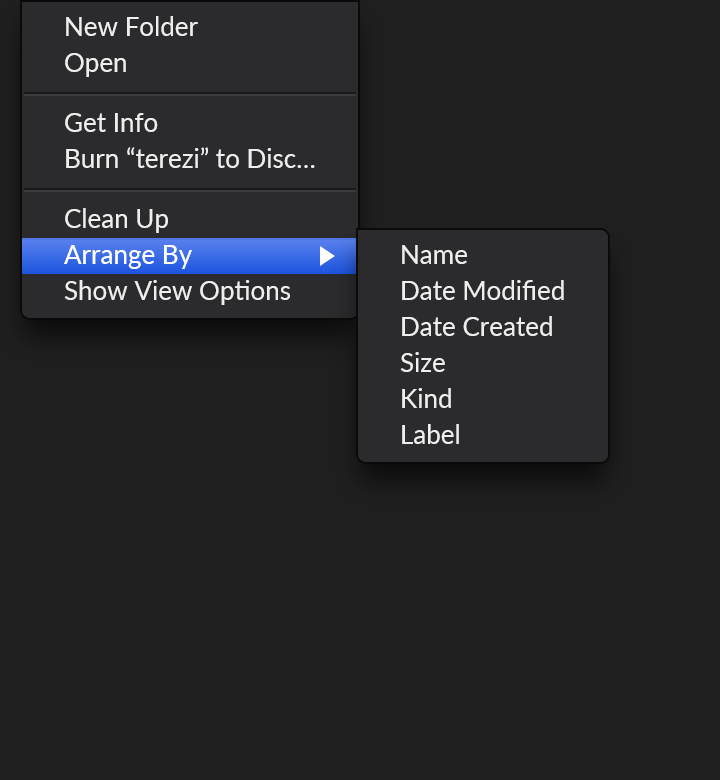 New Folder
Open
Get Info
Burn “terezi” to Disc...
Clean Up
Arrange By
Show View Options
Name
Date Modified
Date Created
Size
Kind
Label